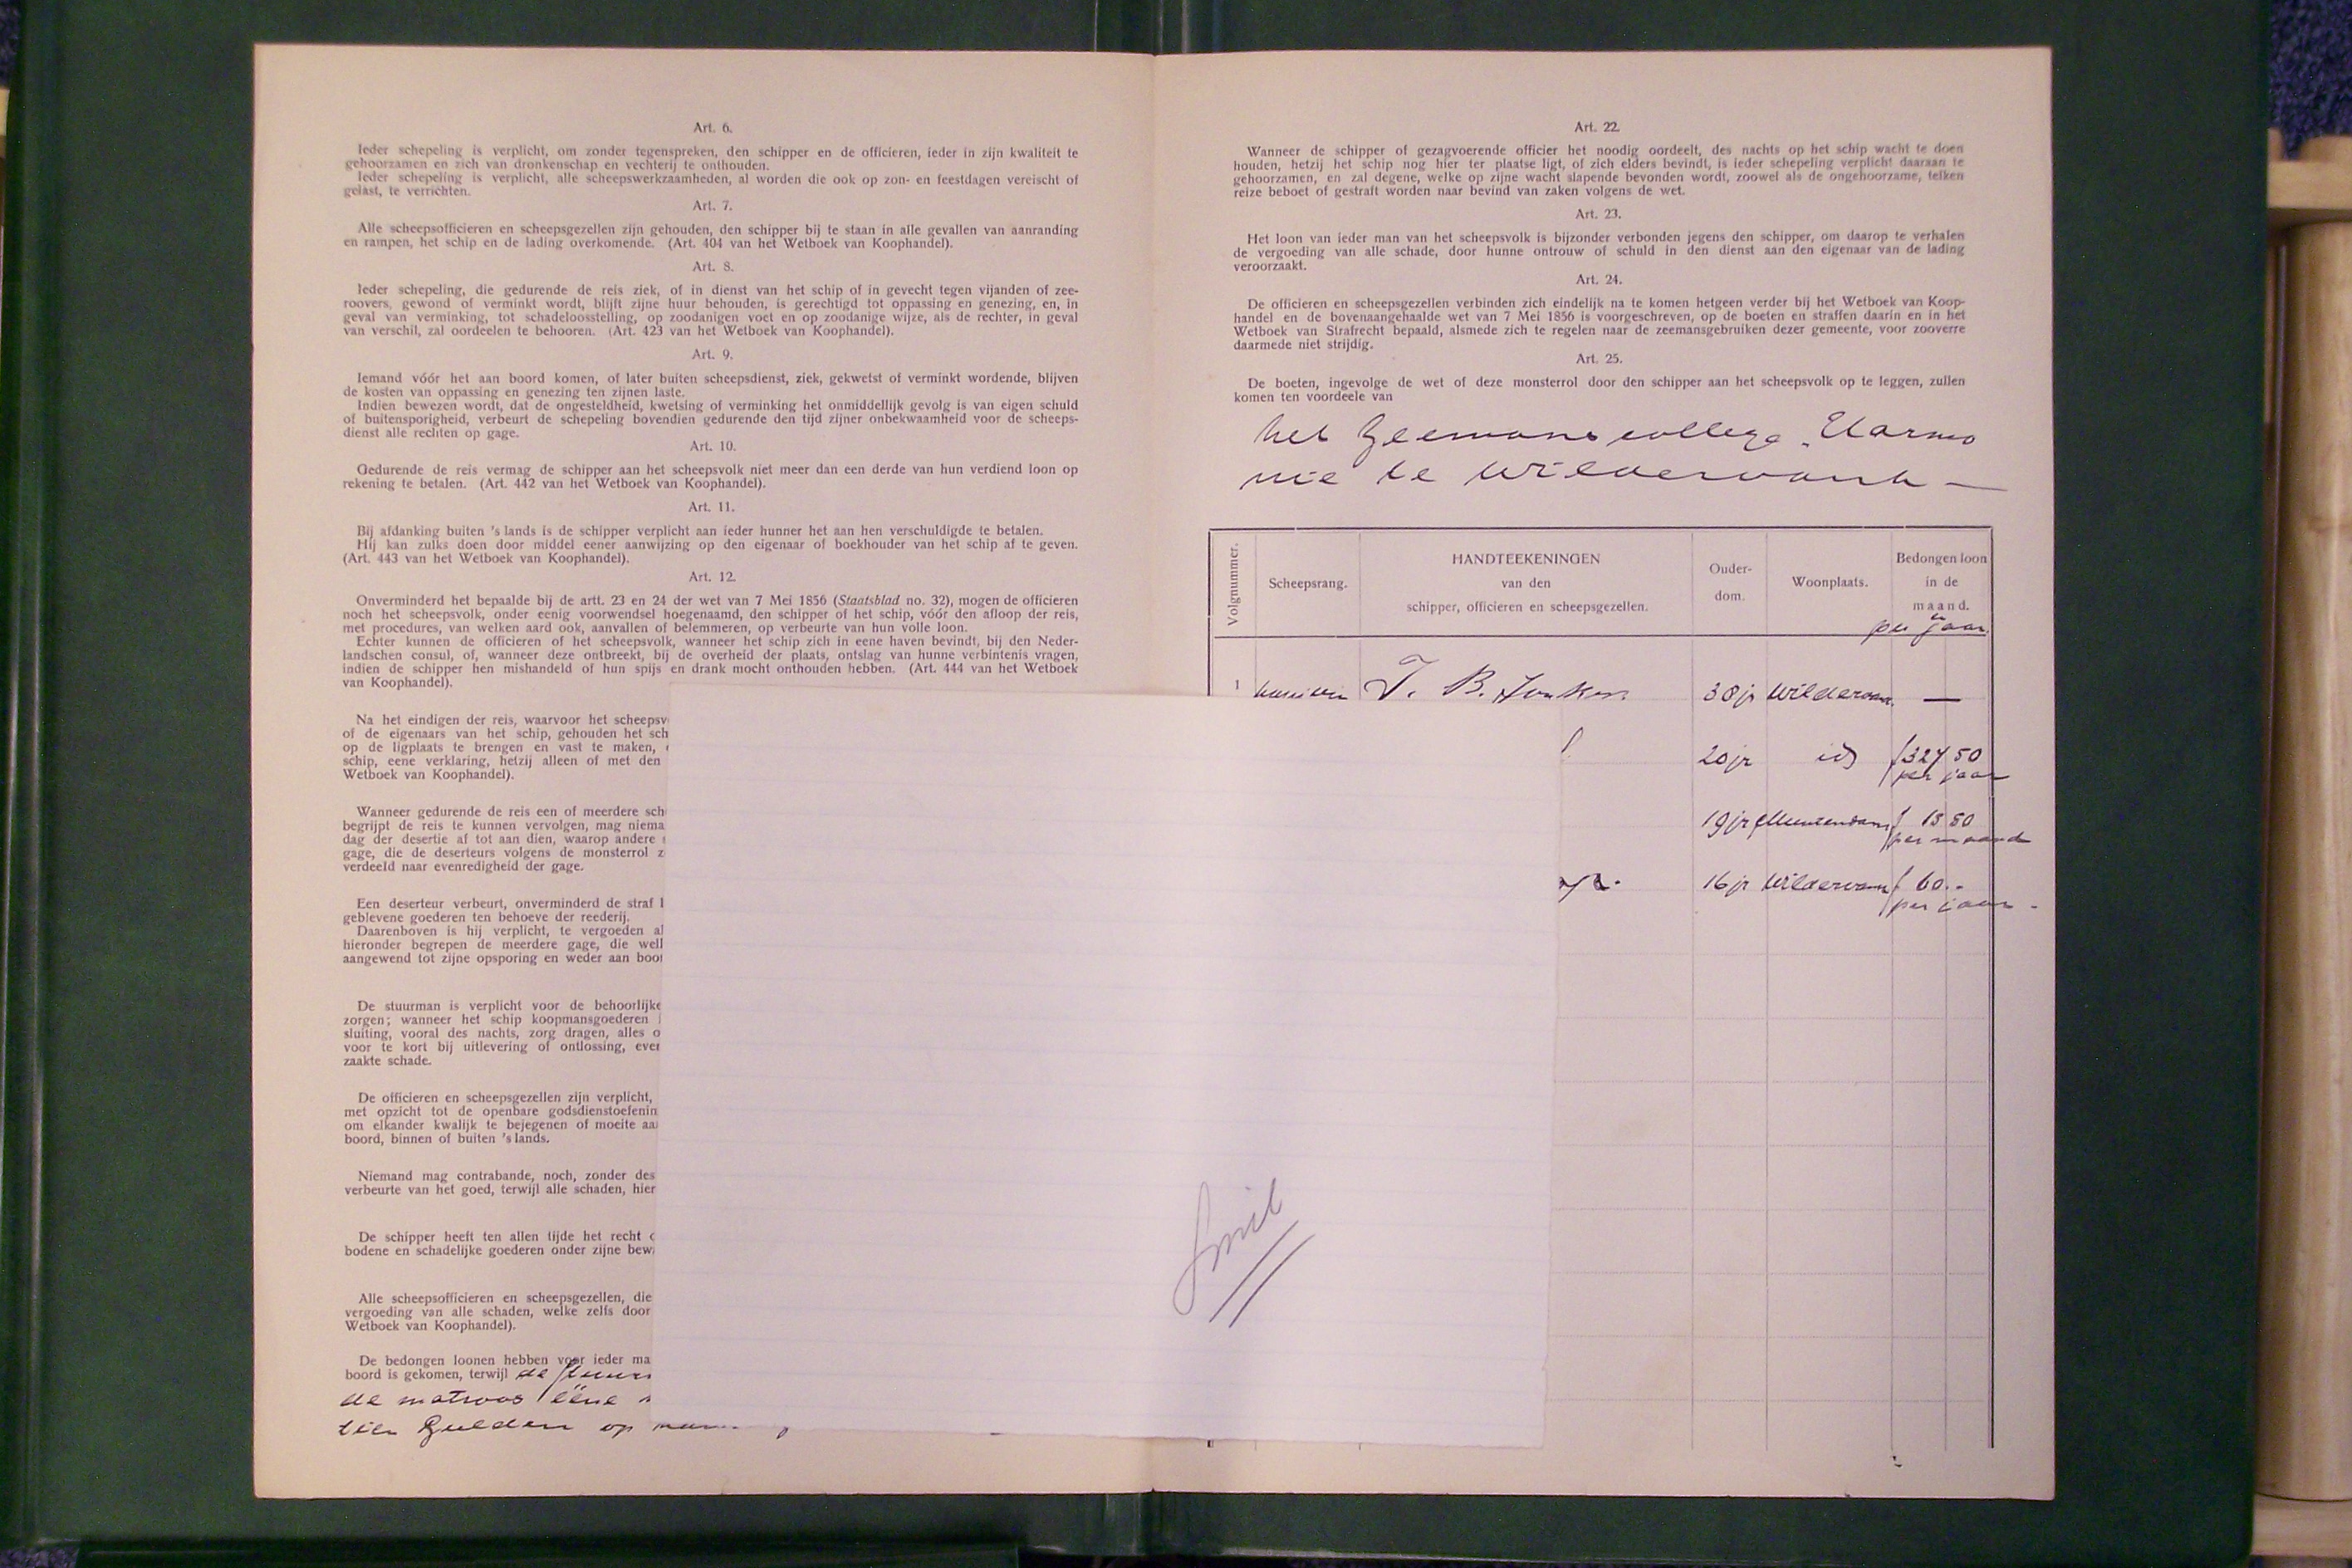 Art. 6.
Ieder schepeling is verplicht, om zonder tegenspreken, den schipper en de officieren, ieder in zijn kwaliteit te
gehoorzamen en zich van dronkenschap en vechterij te onthouden.
Ieder schepeling is verplicht, alle scheepswerkzaamheden, al worden die ook op zon- en feestdagen vereischt of
gelast, te verrichten.
Art. 7.
Alle scheepsofficieren en scheepsgezellen zijn gehouden, den schipper bij te staan in alle gevallen van aanranding
en rampen, het schip en de lading overkomende. (Art. 404 van het Wetboek van Koophandel).
Art. 8.
Ieder schepeling, die gedurende de reis ziek, of in dienst van het schip of in gevecht tegen vijanden of zee-
roovers, gewond of verminkt wordt, blijft zijne huur behouden, is gerechtigd tot oppassing en genezing, en, in
geval van verminking, tot schadeloosstelling, op zoodanigen voet en op zoodanige wijze, als de rechter, in geval
van verschil, zal oordeelen te behooren. (Art. 423 van het Wetboek van Koophandel).
Art. 9.
Iemand vóór het aan boord komen, of later buiten scheepsdienst, ziek, gekwetst of verminkt wordende, blijven
de kosten van oppassing en genezing ten zijnen laste.
Indien bewezen wordt, dat de ongesteldheid, kwetsing of verminking het onmiddellijk gevolg is van eigen schuld
of buitensporigheid, verbeurt de schepeling bovendien gedurende den tijd zijner onbekwaamheid voor de scheeps-
dienst alle rechten op gage.
Art. 10.
Gedurende de reis vermag de schipper aan het scheepsvolk niet meer dan een derde van hun verdiend loon op
rekening te betalen. (Art. 442 van het Wetboek van Koophandel).
Art. 11.
Bij afdanking buiten 's lands is de schipper verplicht aan ieder hunner het aan hen verschuldigde te betalen.
Hij kan zulks doen door middel eener aanwijzing op den eigenaar of boekhouder van het schip af te geven.
(Art. 443 van het Wetboek van Koophandel).
Art. 12.
Onverminderd het bepaalde bij de artt. 23 en 24 der wet van 7 Mei 1856 (Staatsblad no. 32), mogen de officieren
noch het scheepsvolk, onder eenig voorwendsel hoegenaamd, den schipper of het schip, vóór den afloop der reis,
met procedures, van welken aard ook, aanvallen of belemmeren, op verbeurte van hun volle loon.
Echter kunnen de officieren of het scheepsvolk, wanneer het schip zich in eene haven bevindt, bij den Neder-
landschen consul, of, wanneer deze ontbreekt, bij de overheid der plaats, ontslag van hunne verbintenis vragen,
indien de schipper hen mishandeld of hun spijs en drank mocht onthouden hebben. (Art. 444 van het Wetboek
van Koophandel).
Na het eindigen der reis, waarvoor het scheepsv
of de eigenaars van het schip, gehouden het sch
op de ligplaats te brengen en vast te maken,
schip, eene verklaring, hetzij alleen of met den
Wetboek van Koophandel).
Wanneer gedurende de reis een of meerdere sch
begrijpt de reis te kunnen vervolgen, mag niema
dag der desertie af tot aan dien, waarop andere
gage, die de deserteurs volgens de monsterrol z
verdeeld naar evenredigheid der gage.
Een deserteur verbeurt, onverminderd de straf
geblevene goederen ten behoeve der reederij.
Daarenboven is hij verplicht, te vergoeden al
hieronder begrepen de meerdere gage, die well
aangewend tot zijne opsporing en weder aan boor
De stuurman is verplicht voor de behoorlijke
zorgen; wanneer het schip koopmansgoederen
sluiting, vooral des nachts, zorg dragen, alles o
voor te kort bij uitlevering of ontlossing, ever
zaakte schade.
De officieren en scheepsgezellen zijn verplicht,
met opzicht tot de openbare godsdienstoefenin
om elkander kwalijk te bejegenen of moeite aa
boord, binnen of buiten 's lands.
Niemand mag contrabande, noch, zonder des
verbeurte van het goed, terwijl alle schaden, hier
De schipper heeft ten allen tijde het recht
bodene en schadelijke goederen onder zijne bew
Alle scheepsofficieren en scheepsgezellen, die
vergoeding van alle schaden, welke zelfs door
Wetboek van Koophandel).
De bedongen loonen hebben voor ieder ma
boord is gekomen, terwijl de
de matroos ééne
tien Gulden op
Smit
Art. 22.
Wanneer de schipper of gezagvoerende officier het noodig oordeelt, des nachts op het schip wacht te doen
houden, hetzij het schip nog hier ter plaatse ligt, of zich elders bevindt, is ieder schepeling verplicht daaraan te
gehoorzamen, en zal degene, welke op zijne wacht slapende bevonden wordt, zoowel als de ongehoorzame, telken
reize beboet of gestraft worden naar bevind van zaken volgens de wet.
Art. 23.
Het loon van ieder man van het scheepsvolk is bijzonder verbonden jegens den schipper, om daarop te verhalen
de vergoeding van alle schade, door hunne ontrouw of schuld in den dienst aan den eigenaar van de lading
veroorzaakt.
Art. 24.
De officieren en scheepsgezellen verbinden zich eindelijk na te komen hetgeen verder bij het Wetboek van Koop-
handel en de bovenaangehaalde wet van 7 Mei 1856 is voorgeschreven, op de boeten en straffen daarin en in het
Wetboek van Strafrecht bepaald, alsmede zich te regelen naar de zeemansgebruiken dezer gemeente, voor zooverre
daarmede niet strijdig.
Art. 25.
De boeten, ingevolge de wet of deze monsterrol door den schipper aan het scheepsvolk op te leggen, zullen
komen ten voordeele van
het Zeemans college "Harmo
nie te Wildervank —
Volgnummer. Scheepsrang. HANDTEEKENINGEN van den schipper, officieren en scheepsgezellen. Ouder-dom. Woonplaats. Bedongen loon in de maand.
per jaar
1 J. B. Jonker 38 jr Wildervank —
20 jr id f 327 50
per jaar
19 jr Muntendam f 13 50
per maand
16 jr Wildervank f 60.-
per jaar -